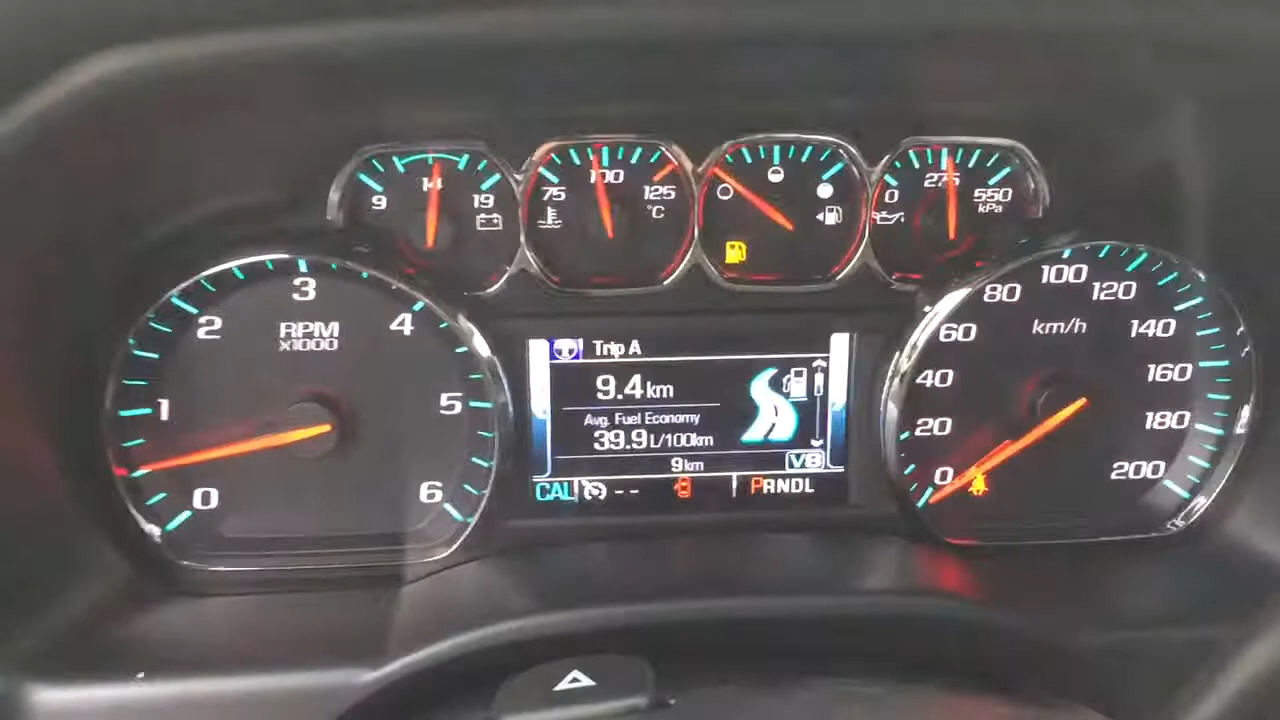 9 14 19
75 100 125
°C
0 275 550
kPa
0 1 2 3 4 5 6
RPM
x1000
Trip A
9.4 km
Avg. Fuel Economy
39.9 L/100km
9 km
V8
CAL -- PRNDL
0 20 40 60 80 100 120 140 160 180 200
km/h